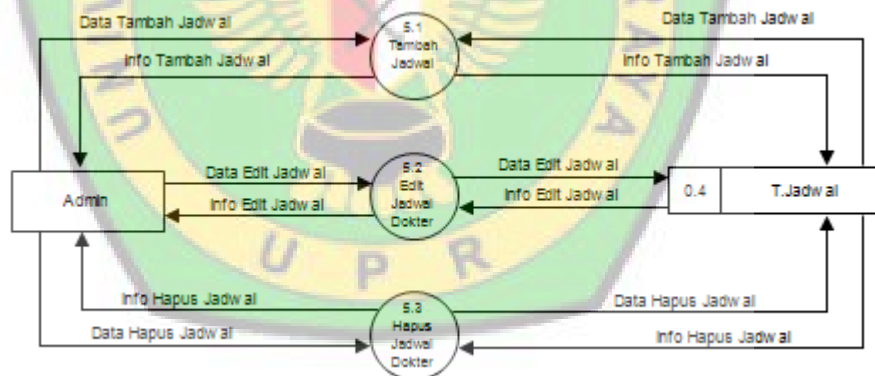 Data Tambah Jadwal
Data Tambah Jadwal
5.1
Tambah
Jadwal
Info Tambah Jadwal
Info Tambah Jadwal
UNU
RAYA
Data Edit Jadwal
5.2
Edit
Jadwal
Dokter
Data Edit Jadwal
Admin
0.4
T.Jadwal
Info Edit Jadwal
Info Edit Jadwal
U P R
Info Hapus Jadwal
5.3
Hapus
Jadwal
Dokter
Data Hapus Jadwal
Data Hapus Jadwal
Info Hapus Jadwal